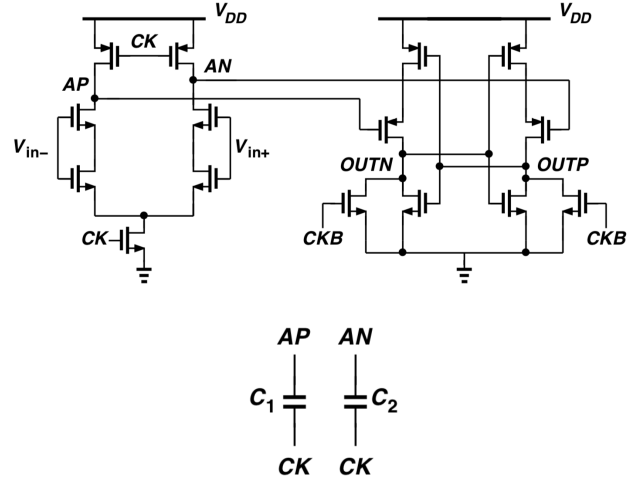 V_DD V_DD
CK
AP AN
V_in− V_in+
OUTN OUTP
CK CKB CKB
AP AN
C_1 C_2
CK CK